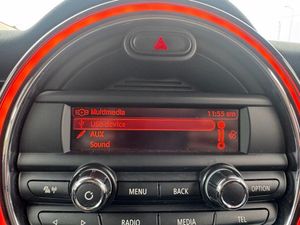 Multimedia 11:55 am
USB device
AUX
Sound
MENU BACK OPTION
RADIO MEDIA TEL